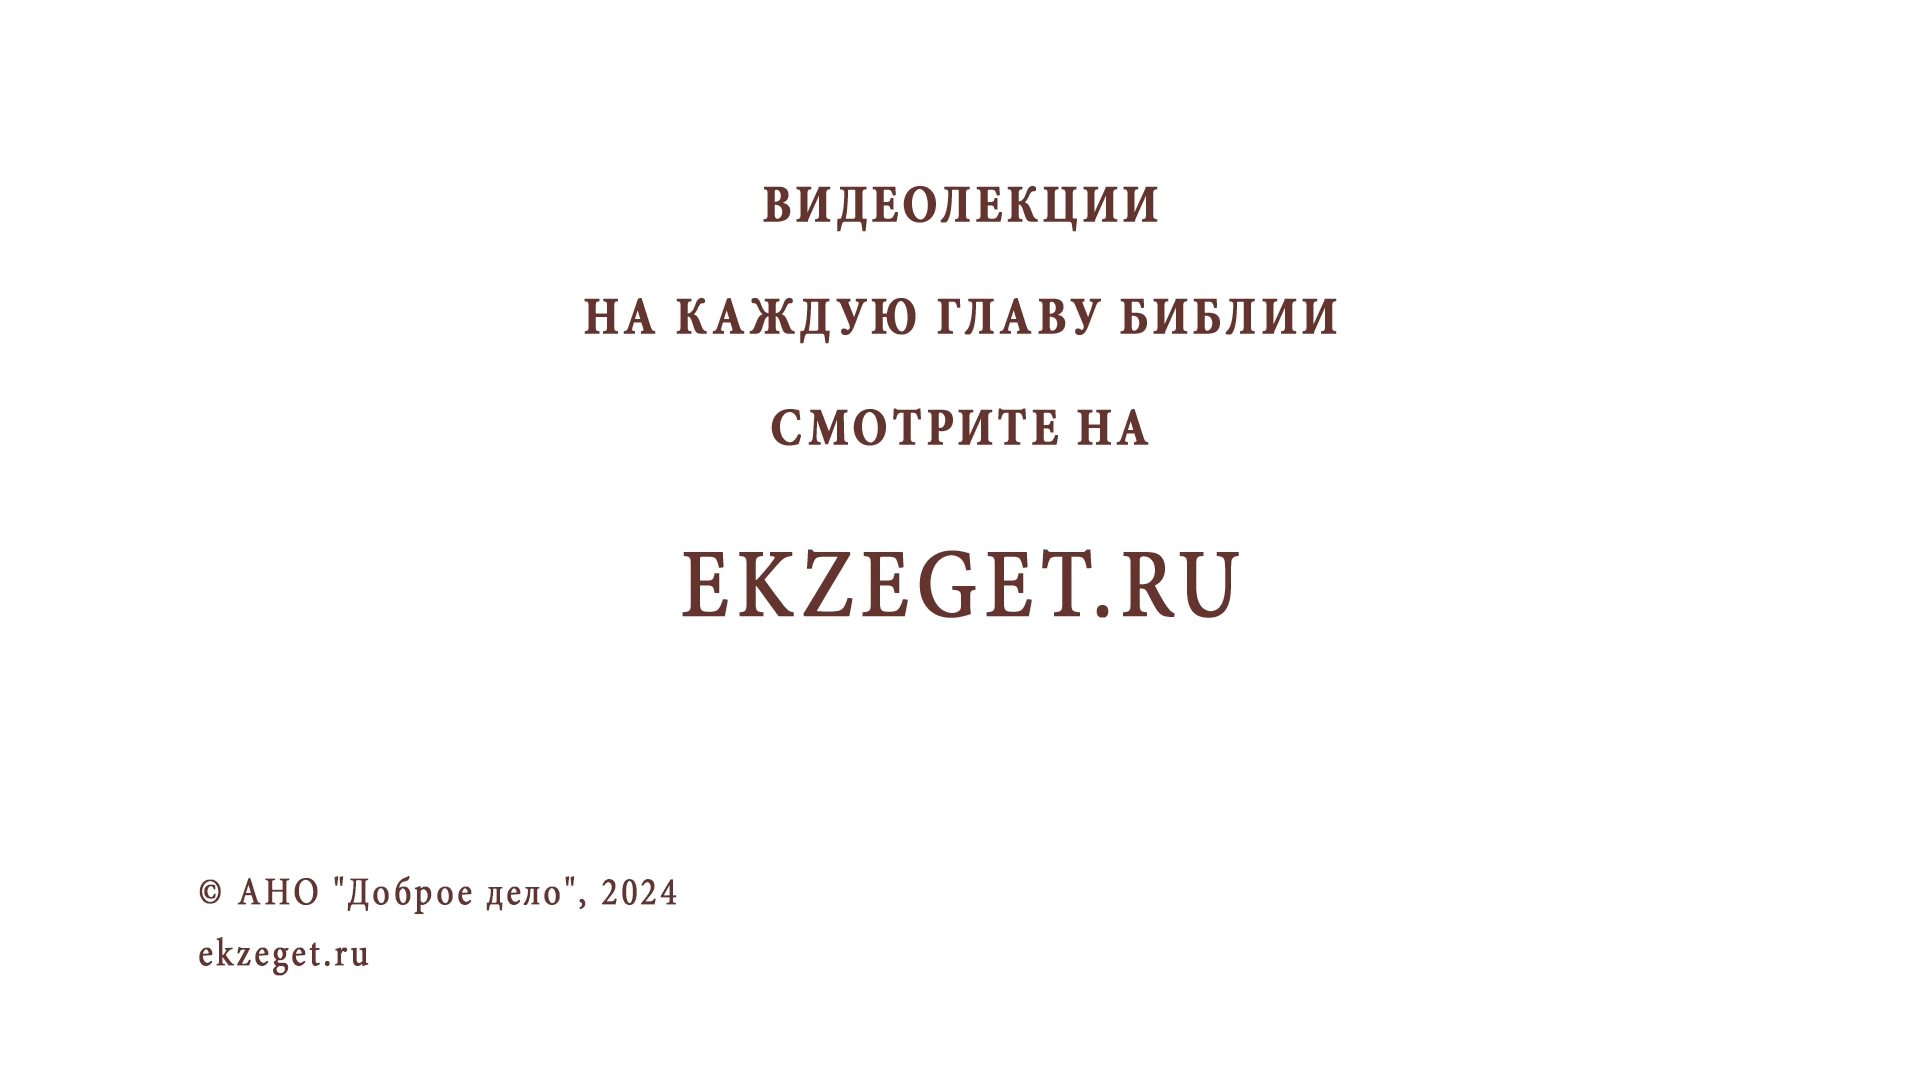 ВИДЕОЛЕКЦИИ
НА КАЖДУЮ ГЛАВУ БИБЛИИ
СМОТРИТЕ НА
EKZEGET.RU
© АНО "Доброе дело", 2024
ekzeget.ru